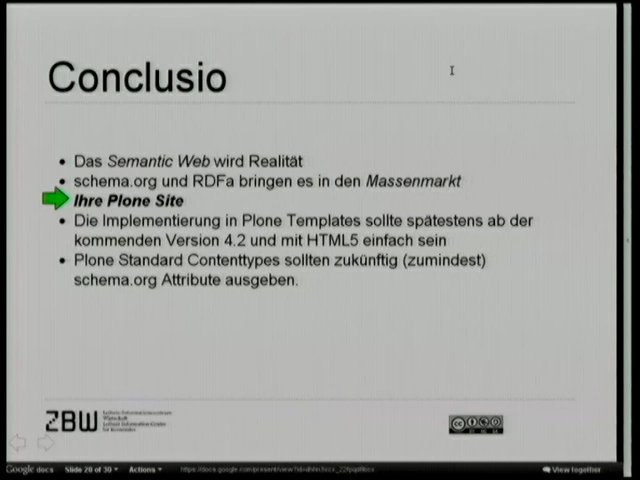 Conclusio
• Das Semantic Web wird Realität
• schema.org und RDFa bringen es in den Massenmarkt
Ihre Plone Site
• Die Implementierung in Plone Templates sollte spätestens ab der
kommenden Version 4.2 und mit HTML5 einfach sein
• Plone Standard Contenttypes sollten zukünftig (zumindest)
schema.org Attribute ausgeben.
ZBW
Google docs Slide 28 of 30 Actions View together